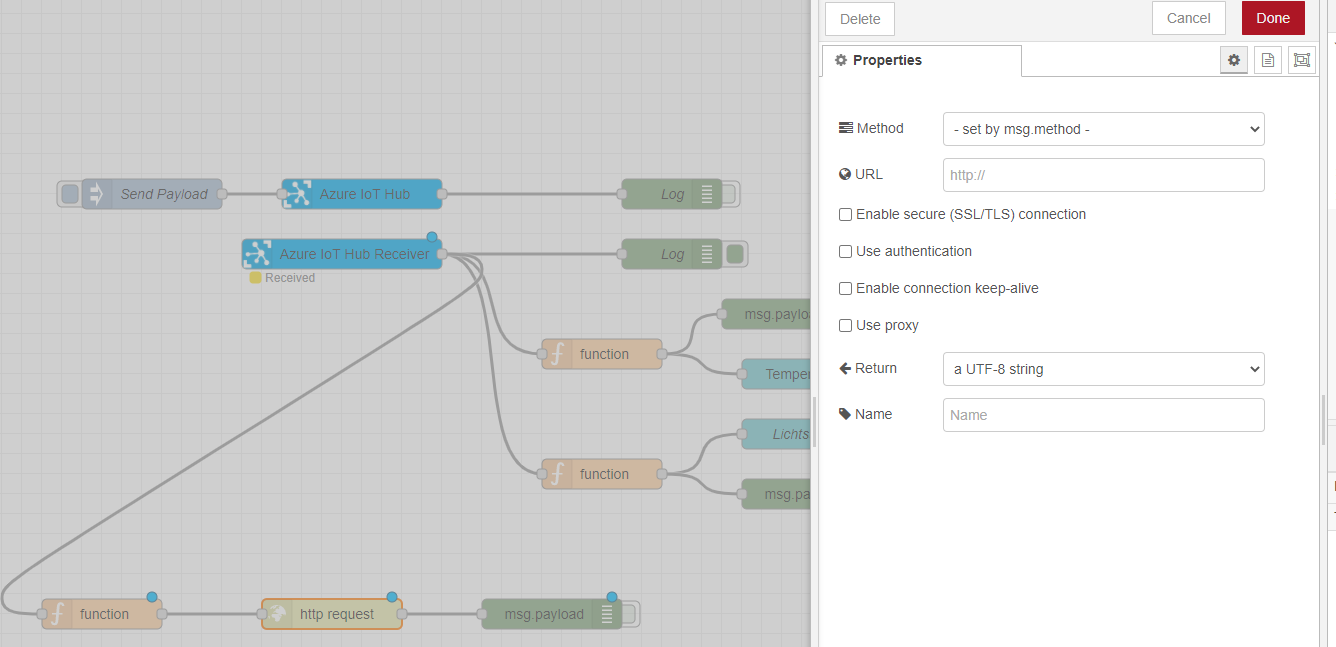 Delete
Cancel
Done
Properties
Method
- set by msg.method -
URL
http://
Enable secure (SSL/TLS) connection
Use authentication
Enable connection keep-alive
Use proxy
Return
a UTF-8 string
Name
Name
Send Payload
Azure IoT Hub
Log
Azure IoT Hub Receiver
Log
Received
msg.paylo
function
Temper
Lichts
function
msg.pa
function
http request
msg.payload